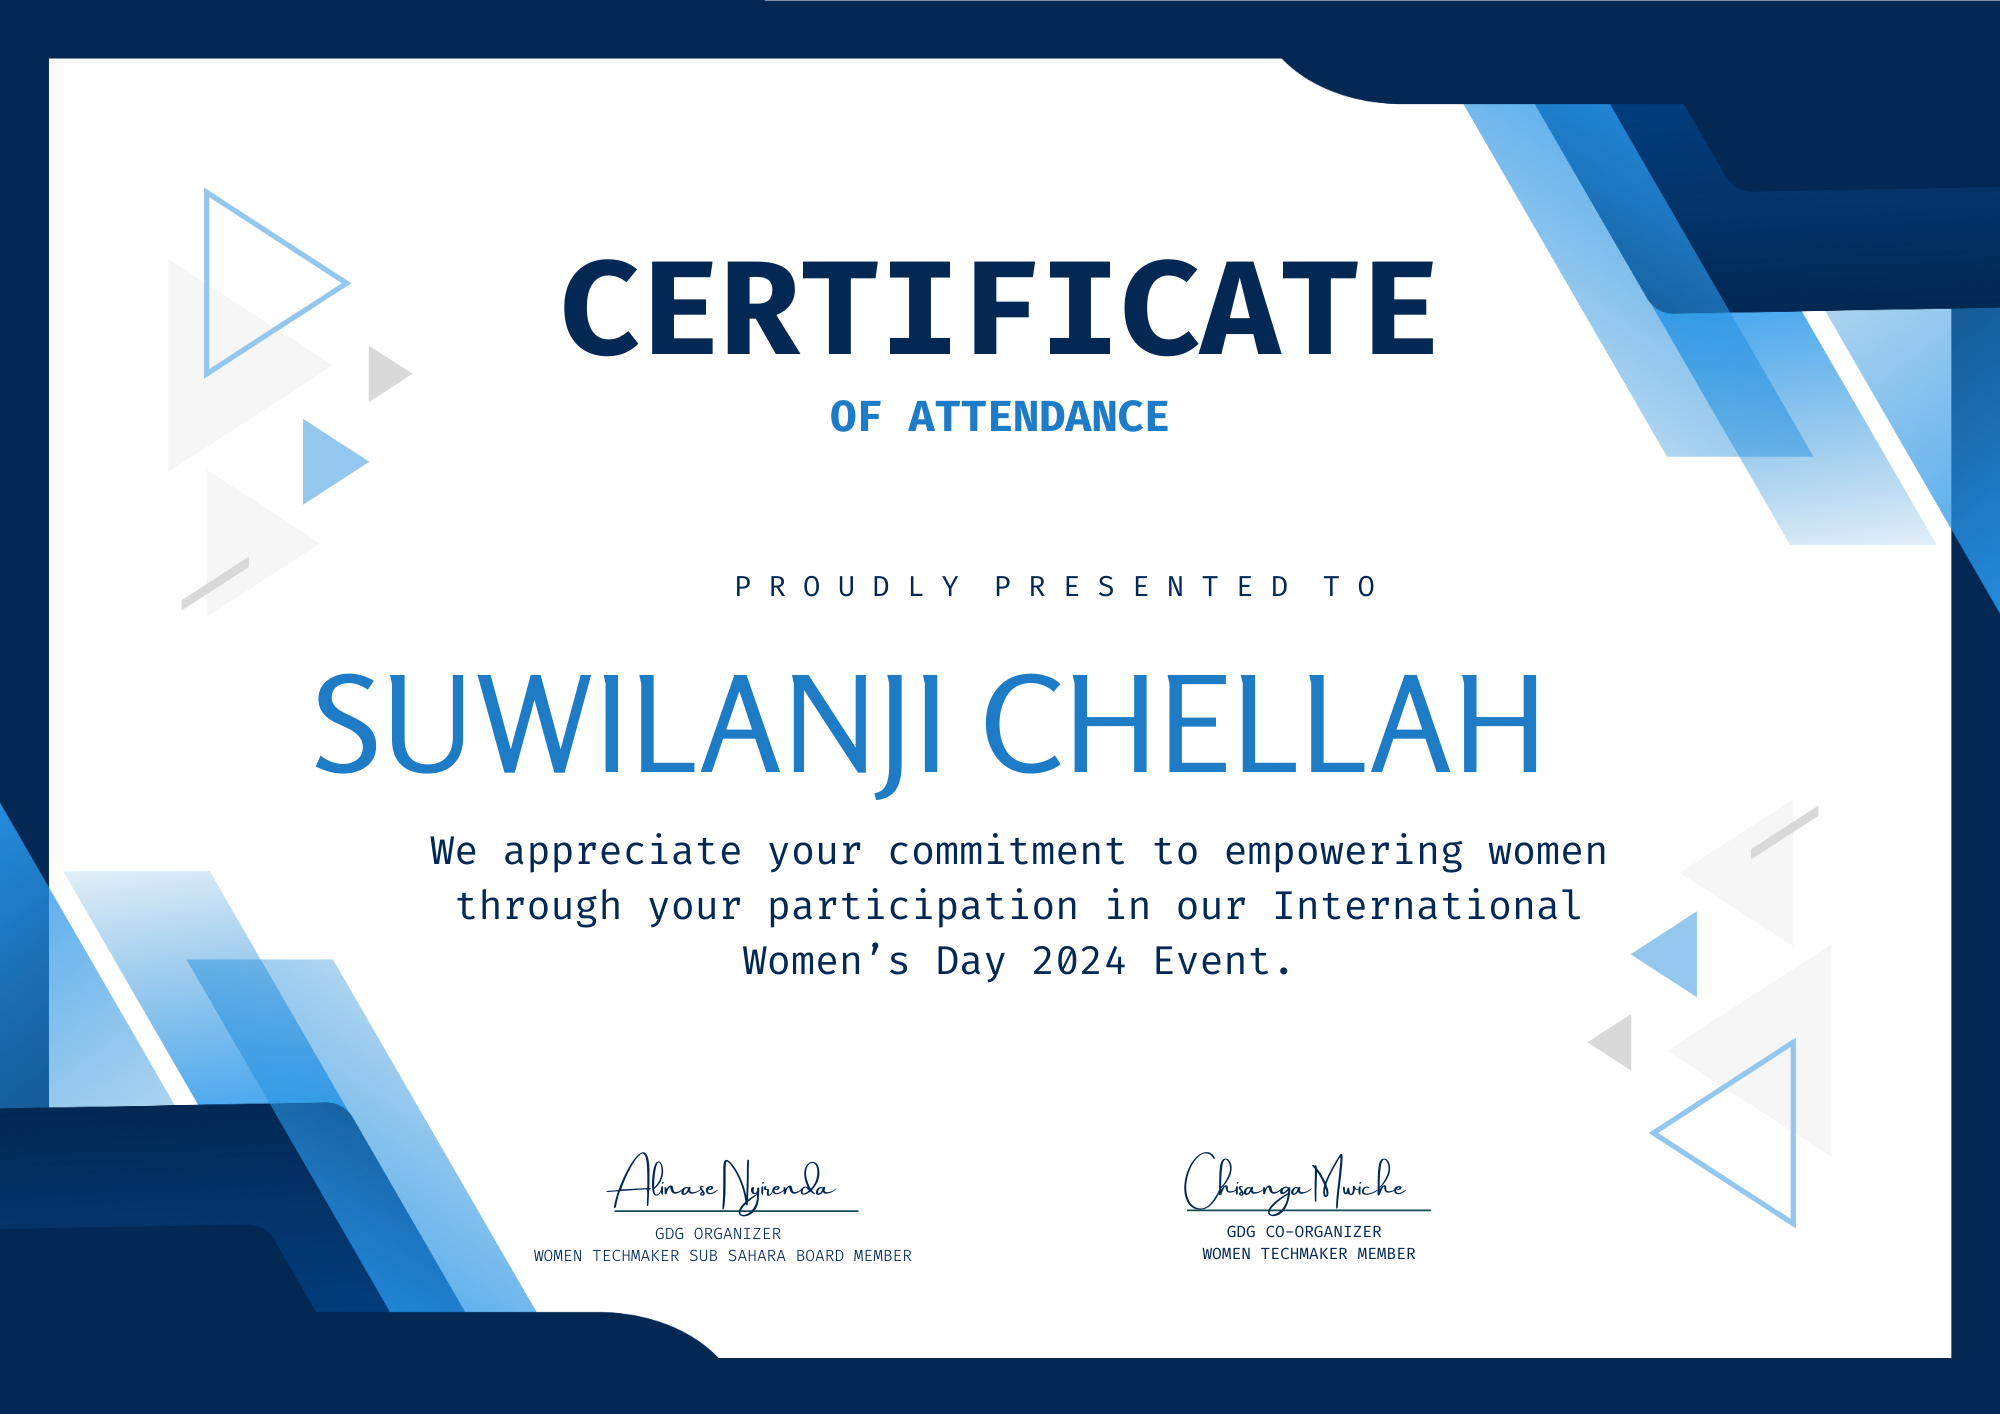 CERTIFICATE
OF ATTENDANCE
PROUDLY PRESENTED TO
SUWILANJI CHELLAH
We appreciate your commitment to empowering women
through your participation in our International
Women’s Day 2024 Event.
Alinase Nyirenda
GDG ORGANIZER
WOMEN TECHMAKER SUB SAHARA BOARD MEMBER
Chisanga Mwiche
GDG CO-ORGANIZER
WOMEN TECHMAKER MEMBER